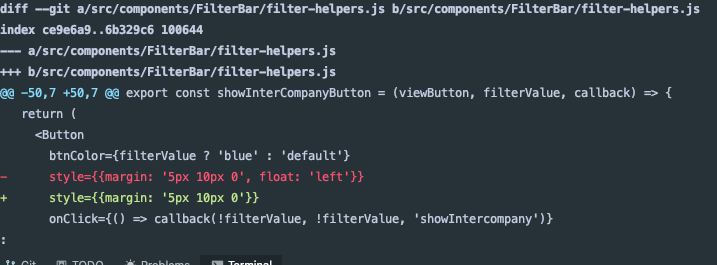 diff --git a/src/components/FilterBar/filter-helpers.js b/src/components/FilterBar/filter-helpers.js
index ce9e6a9..6b329c6 100644
--- a/src/components/FilterBar/filter-helpers.js
+++ b/src/components/FilterBar/filter-helpers.js
@@ -50,7 +50,7 @@ export const showInterCompanyButton = (viewButton, filterValue, callback) => {
   return (
     <Button
       btnColor={filterValue ? 'blue' : 'default'}
-      style={{margin: '5px 10px 0', float: 'left'}}
+      style={{margin: '5px 10px 0'}}
       onClick={() => callback(!filterValue, !filterValue, 'showIntercompany')}
:
Git TODO Problems Terminal